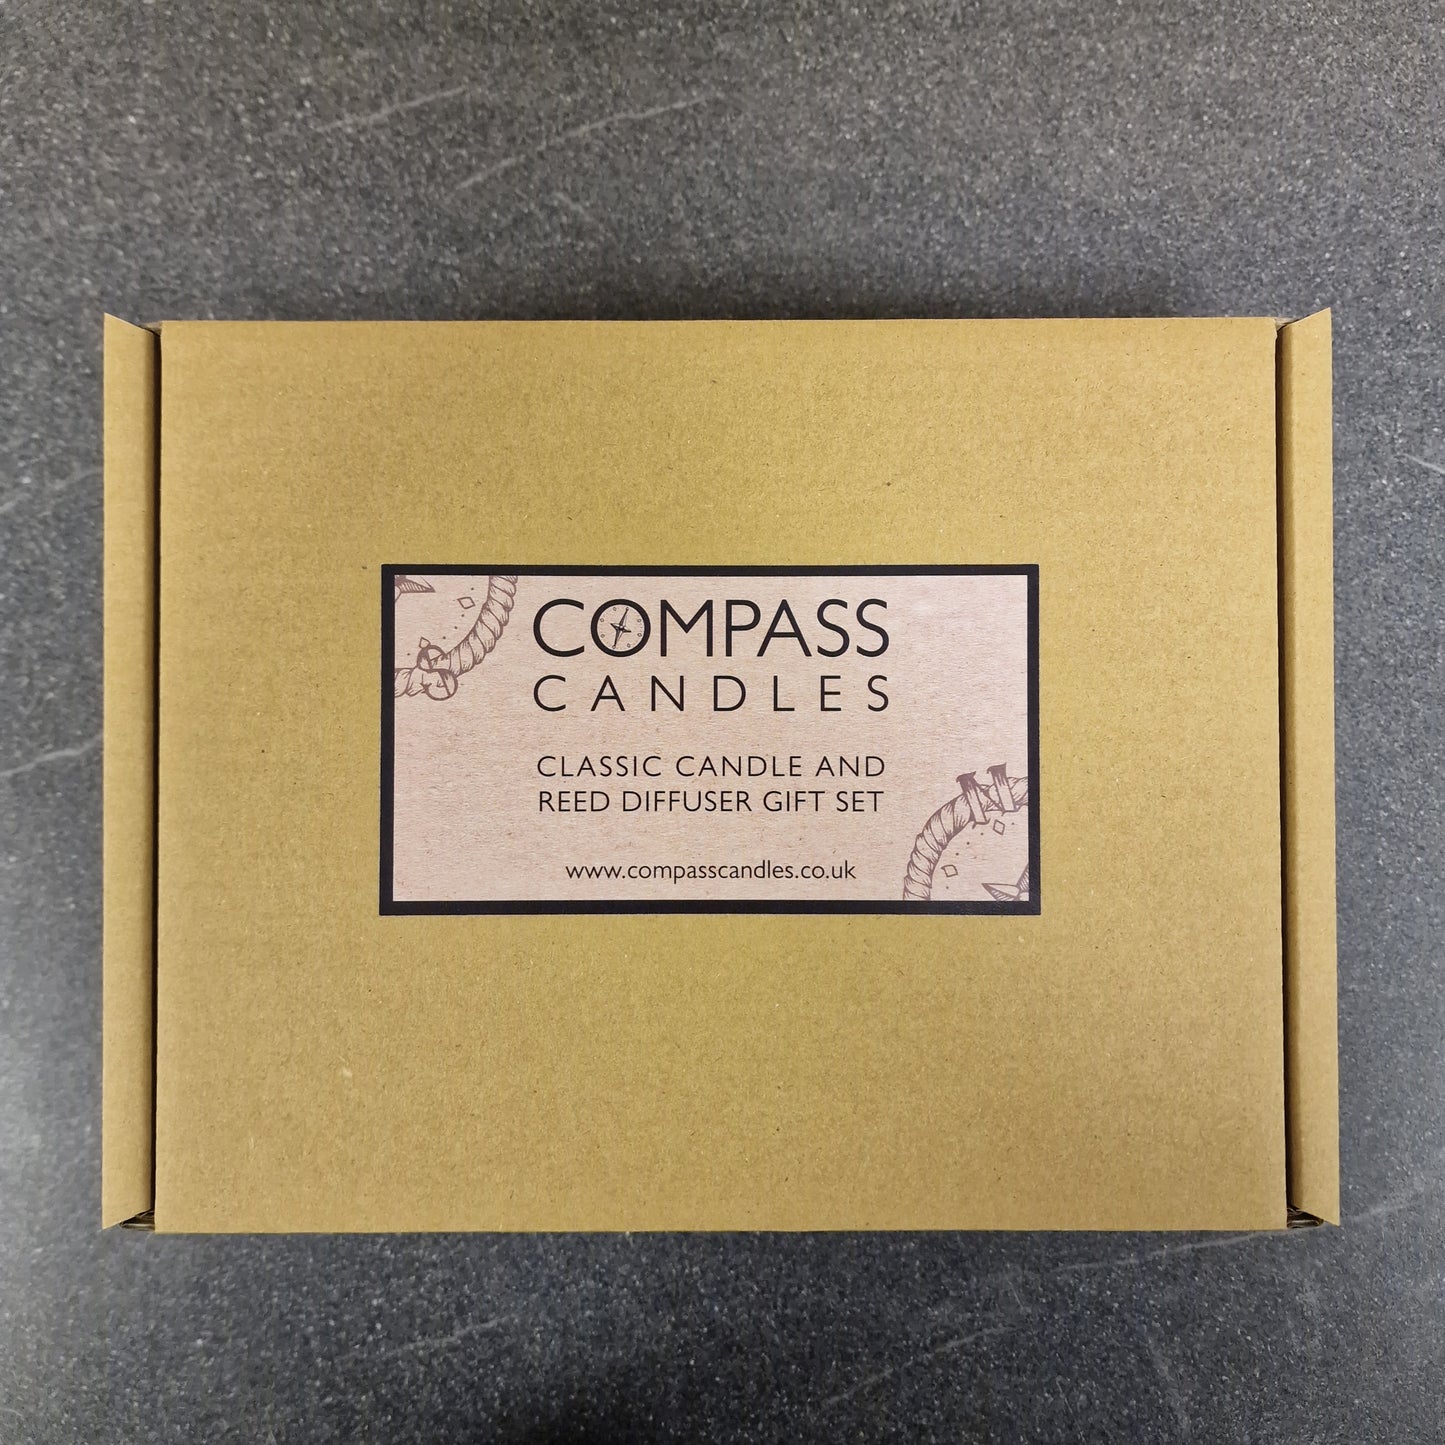 COMPASS
CANDLES
CLASSIC CANDLE AND
REED DIFFUSER GIFT SET
www.compasscandles.co.uk
S
N